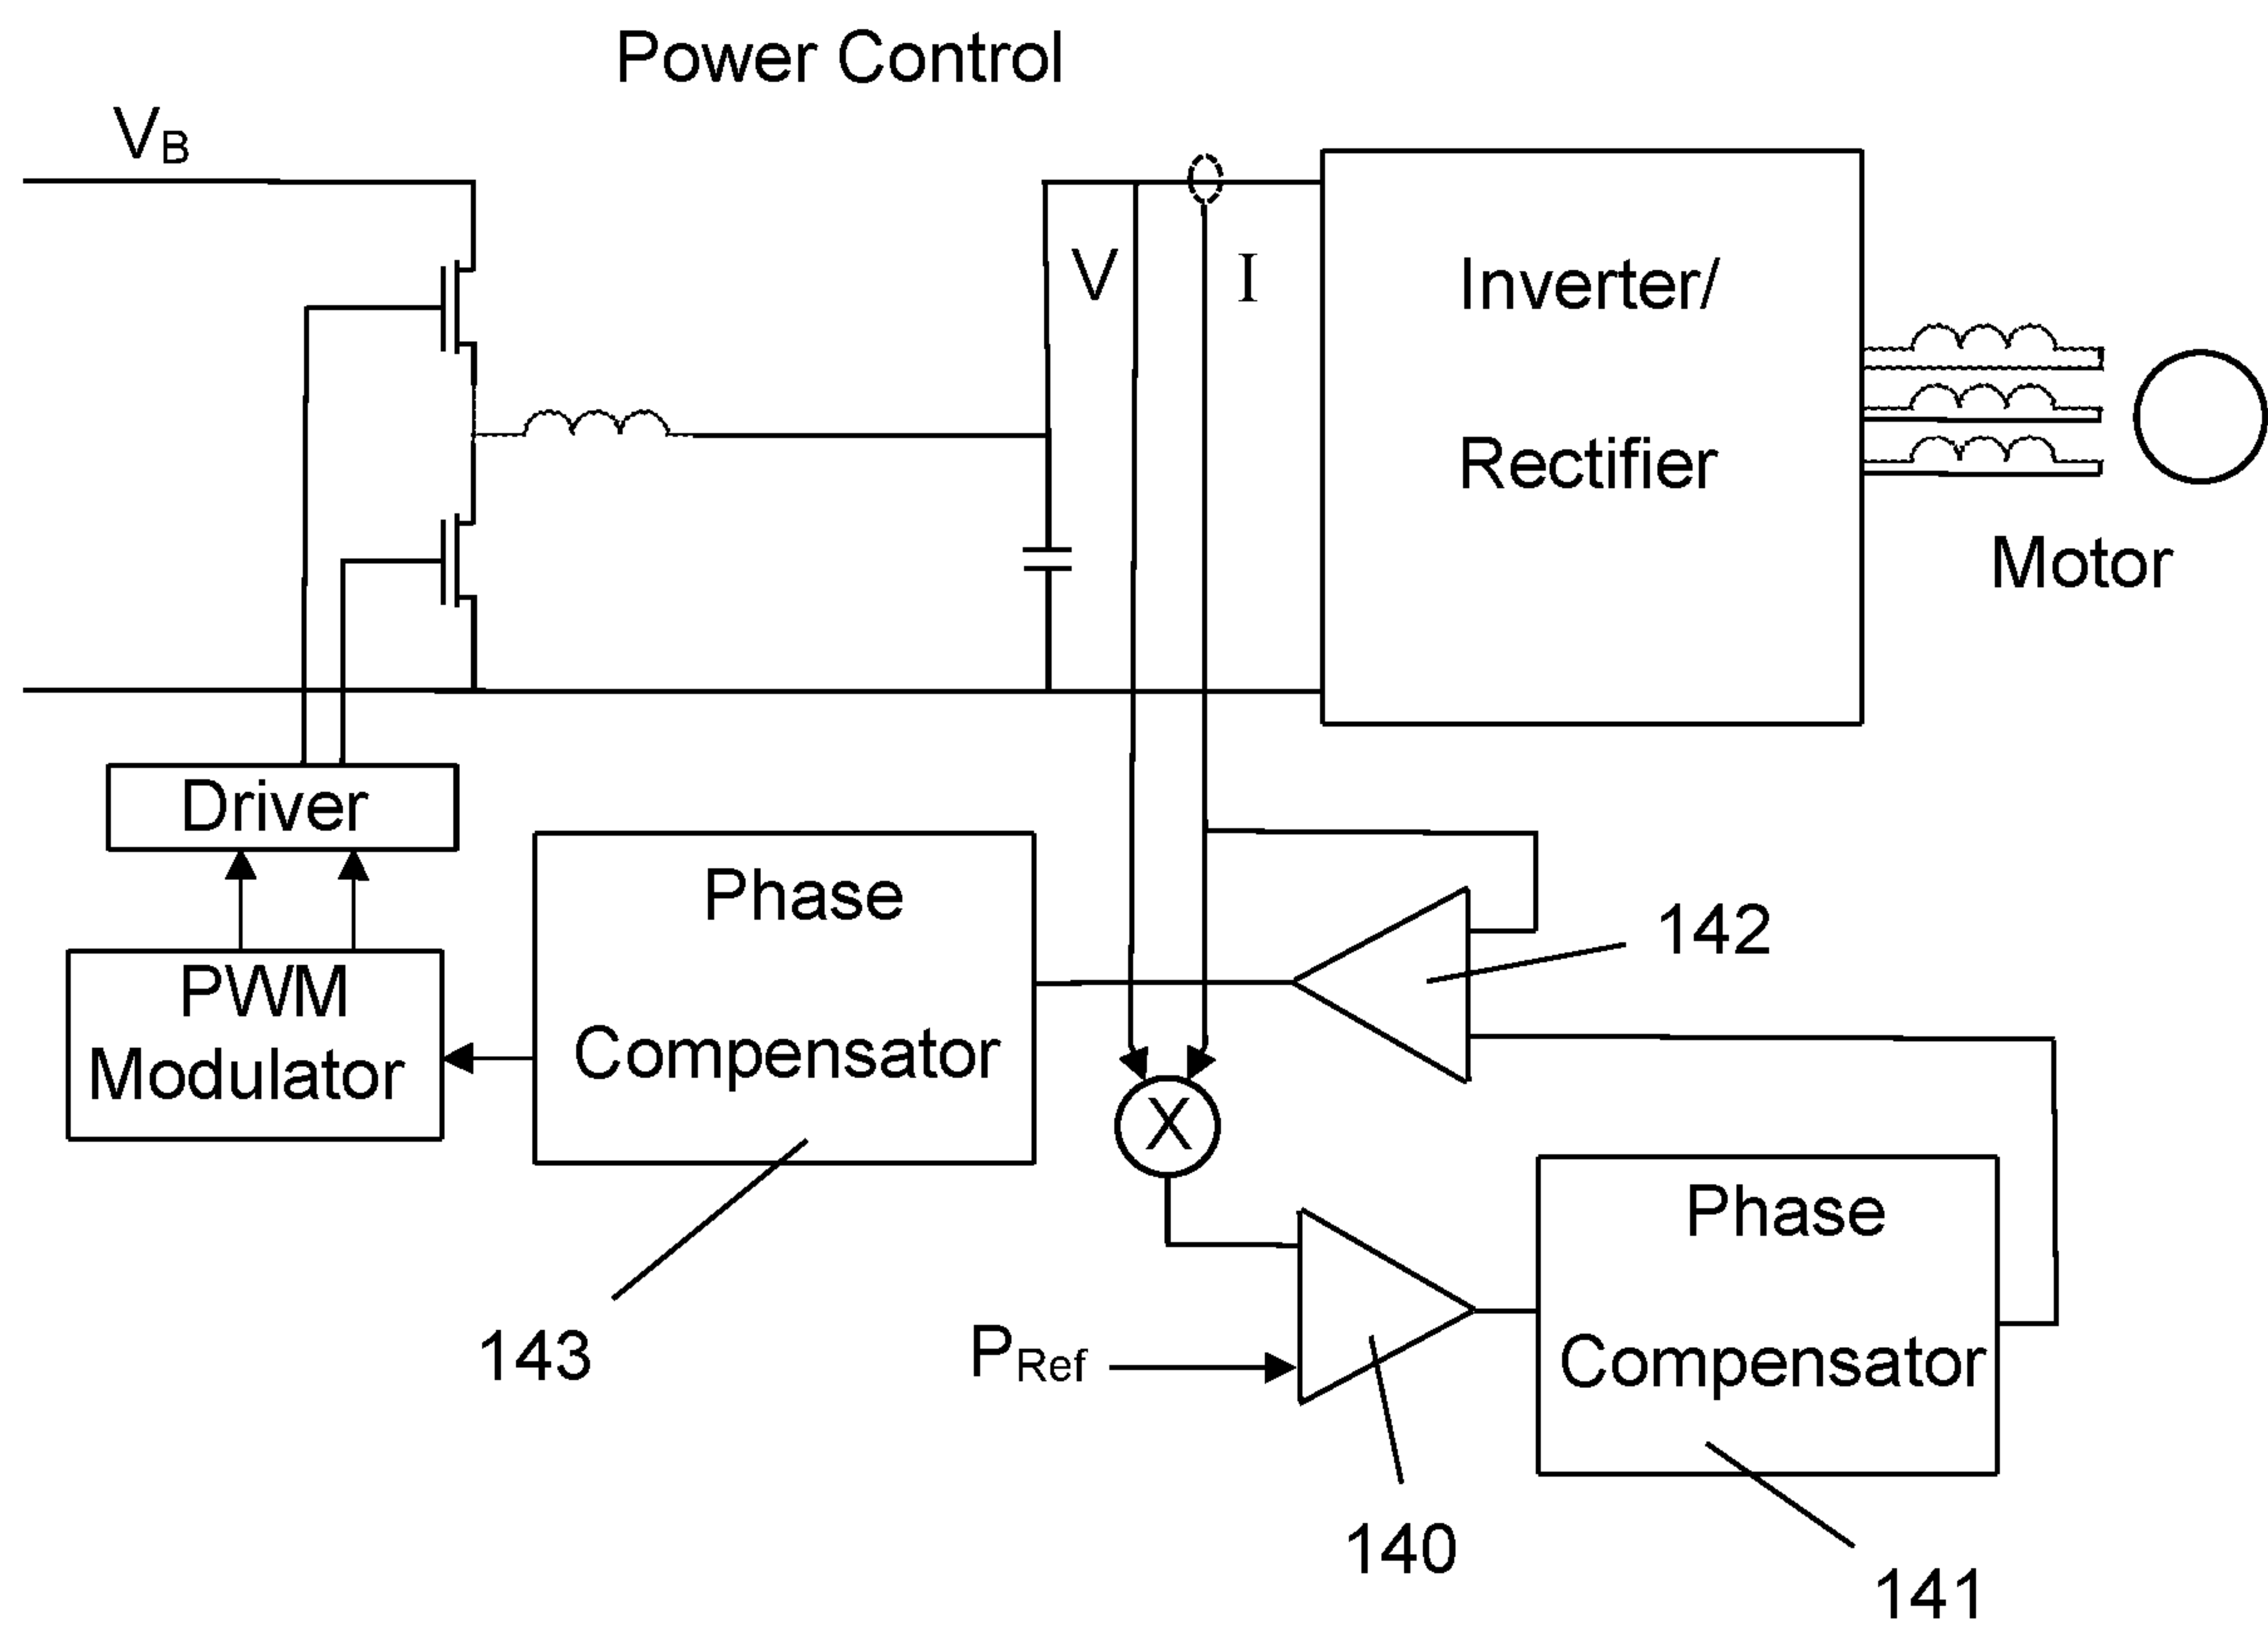 Power Control
VB
V
I
Inverter/
Rectifier
Motor
Driver
Phase
Compensator
142
PWM
Modulator
X
143
PRef
Phase
Compensator
140
141